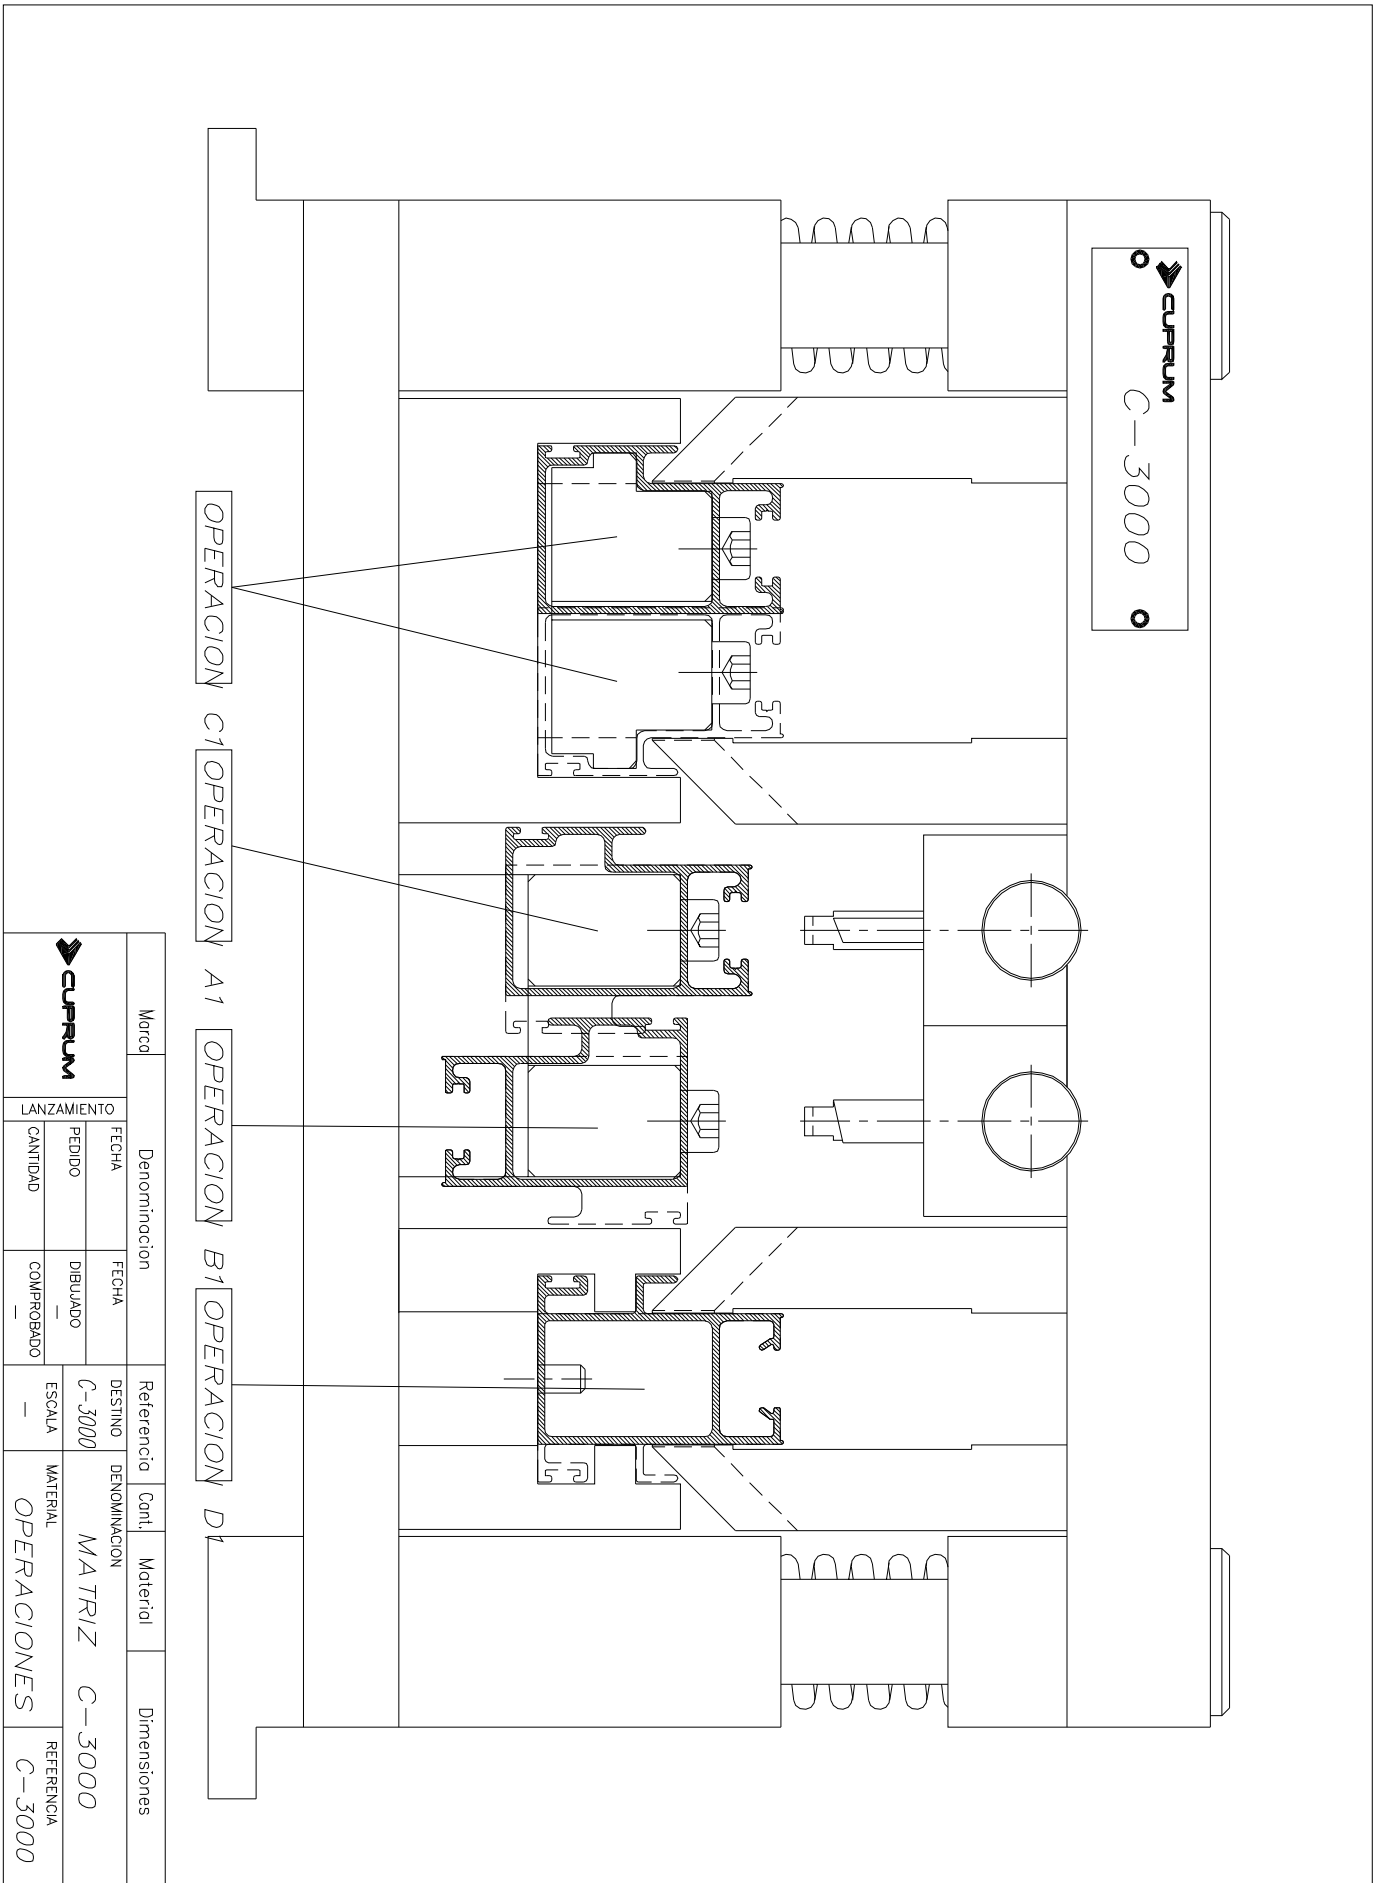 CUPRUM
C-3000
OPERACION C1
OPERACION A1
OPERACION B1
OPERACION D1
Marca
Denominacion
Referencia
Cant.
Material
Dimensiones
CUPRUM
LANZAMIENTO
FECHA
PEDIDO
CANTIDAD
FECHA
DIBUJADO
-
COMPROBADO
-
DESTINO
C-3000
ESCALA
-
DENOMINACION
MATRIZ C-3000
MATERIAL
OPERACIONES
REFERENCIA
C-3000